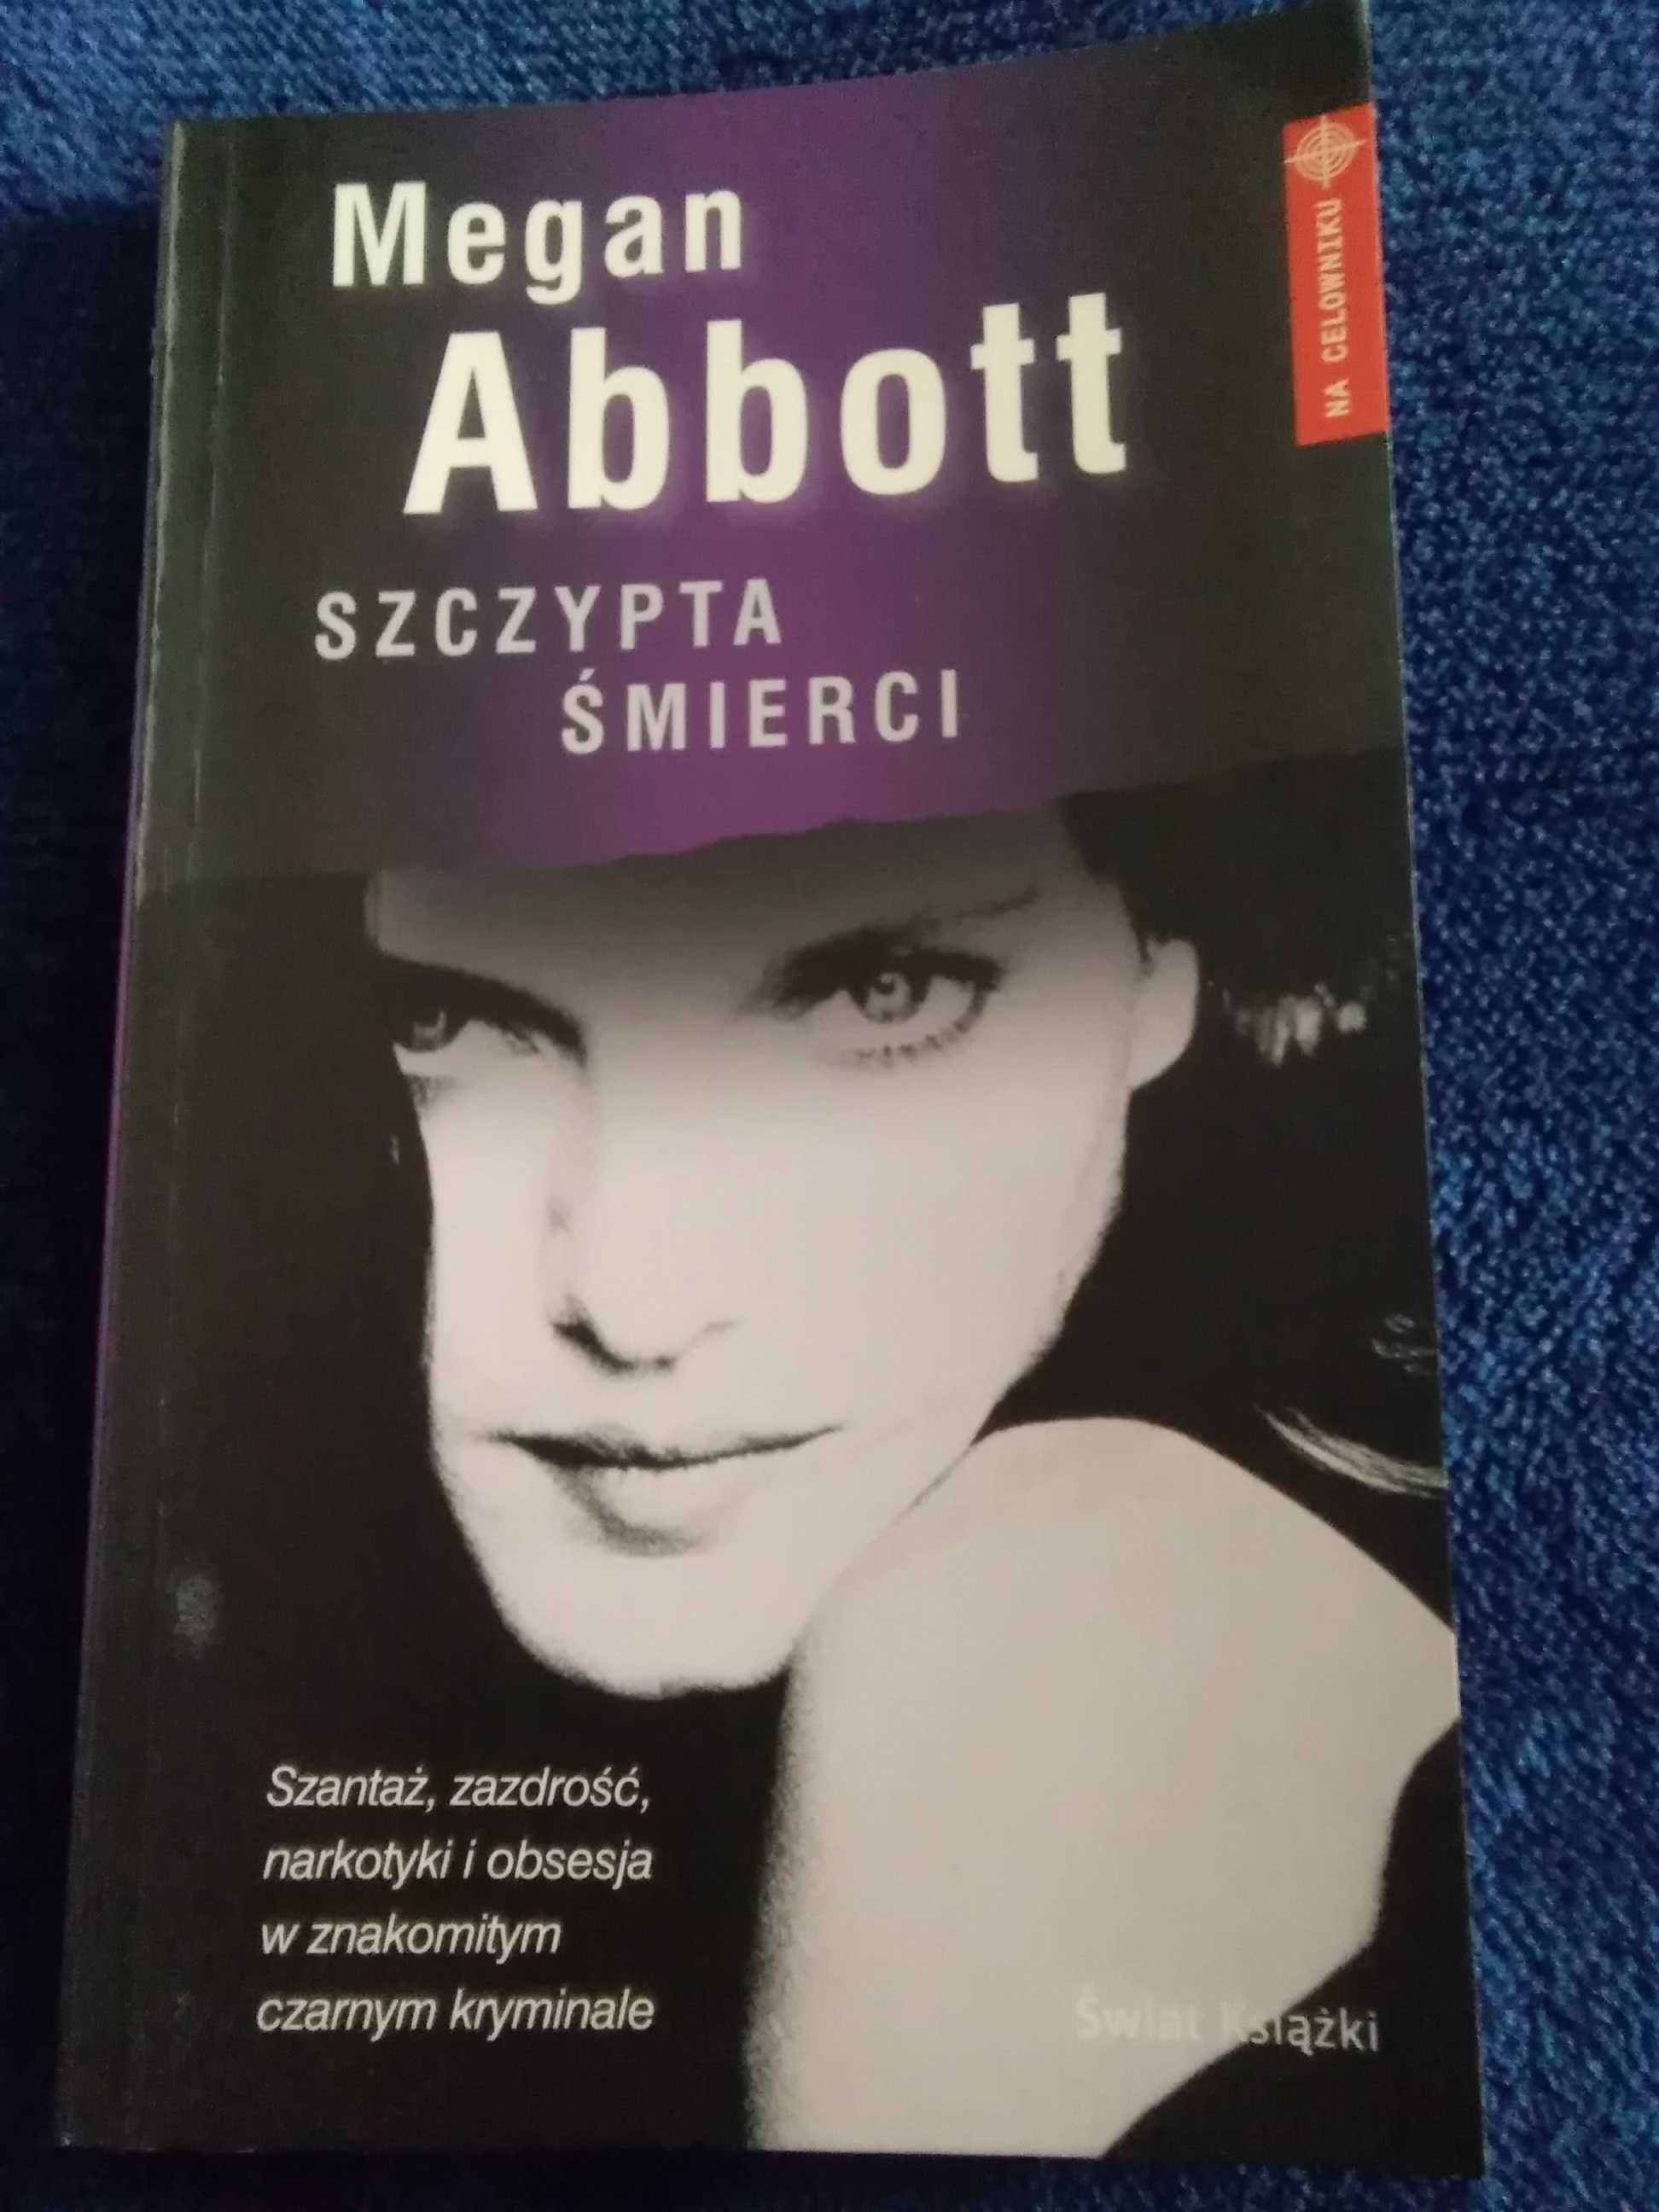 Megan
Abbott
NA CELOWNIKU
SZCZYPTA
ŚMIERCI
Szantaż, zazdrość,
narkotyki i obsesja
w znakomitym
czarnym kryminale
Świat Książki